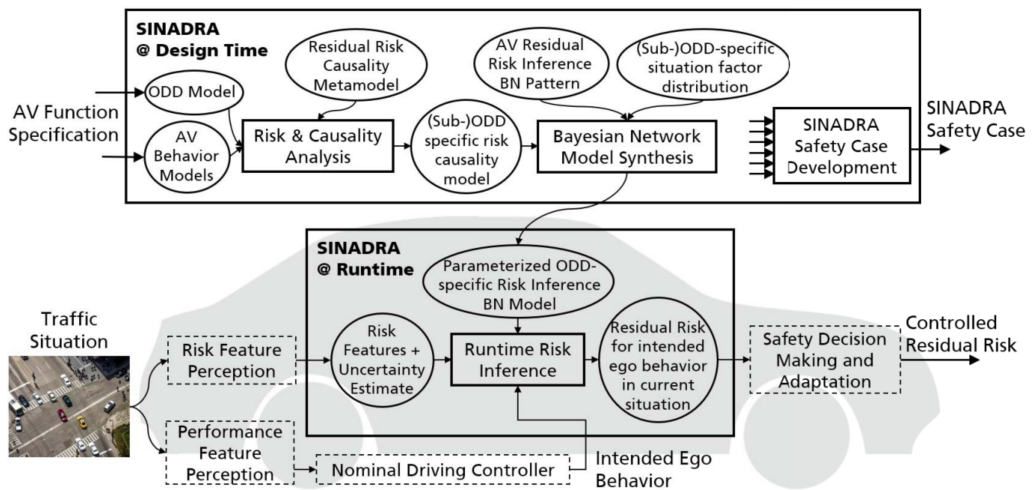 SINADRA
@ Design Time
AV Function
Specification
ODD Model
AV
Behavior
Models
Residual Risk
Causality
Metamodel
Risk & Causality
Analysis
(Sub-)ODD
specific risk
causality
model
AV Residual
Risk Inference
BN Pattern
(Sub-)ODD-specific
situation factor
distribution
Bayesian Network
Model Synthesis
SINADRA
Safety Case
Development
SINADRA
Safety Case
SINADRA
@ Runtime
Parameterized ODD-
specific Risk Inference
BN Model
Traffic
Situation
Risk Feature
Perception
Risk
Features +
Uncertainty
Estimate
Runtime Risk
Inference
Residual Risk
for intended
ego behavior
in current
situation
Safety Decision
Making and
Adaptation
Controlled
Residual Risk
Performance
Feature
Perception
Nominal Driving Controller
Intended Ego
Behavior